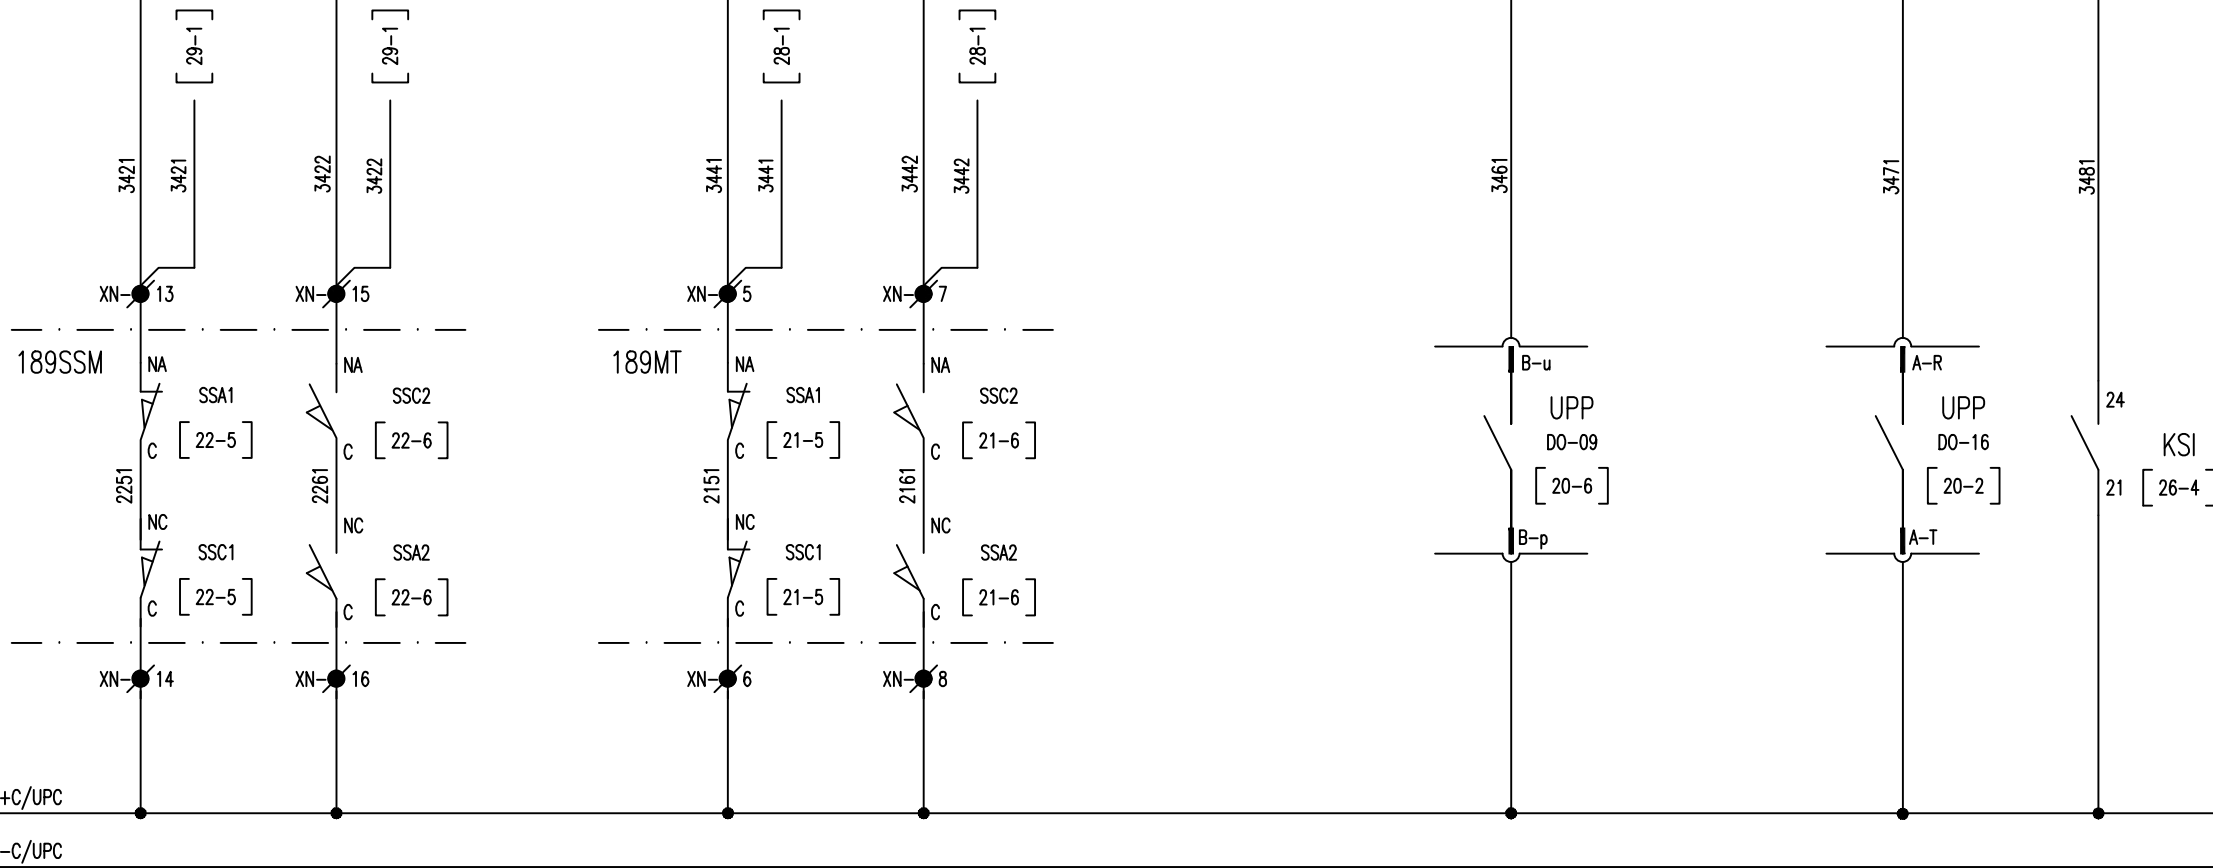 [29-1] [29-1] [28-1] [28-1]
3421 3421 3422 3422 3441 3441 3442 3442 3461 3471 3481
XN- 13 XN- 15 XN- 5 XN- 7
189SSM NA NA 189MT NA NA B-u A-R
SSA1 SSC2 SSA1 SSC2 UPP UPP 24
[22-5] C [22-6] C [21-5] C [21-6] C DO-09 DO-16 KSI
2251 2261 2151 2161 [20-6] [20-2] 21 [26-4
NC NC NC NC B-p A-T
SSC1 SSA2 SSC1 SSA2
[22-5] C [22-6] C [21-5] C [21-6] C
XN- 14 XN- 16 XN- 6 XN- 8
+C/UPC
-C/UPC